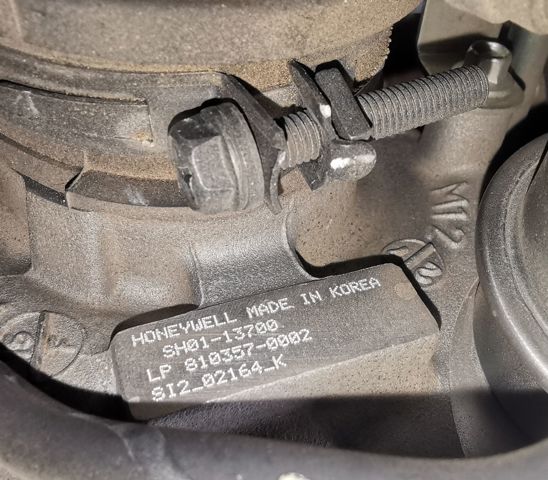 HONEYWELL MADE IN KOREA
SH01-13700
LP 810357-0002
SI2_02164_K